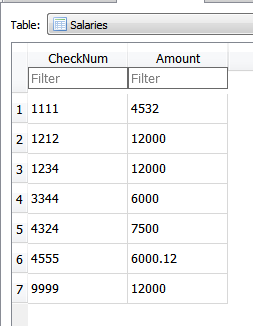 Table: Salaries
CheckNum Amount
Filter Filter
1 1111 4532
2 1212 12000
3 1234 12000
4 3344 6000
5 4324 7500
6 4555 6000.12
7 9999 12000